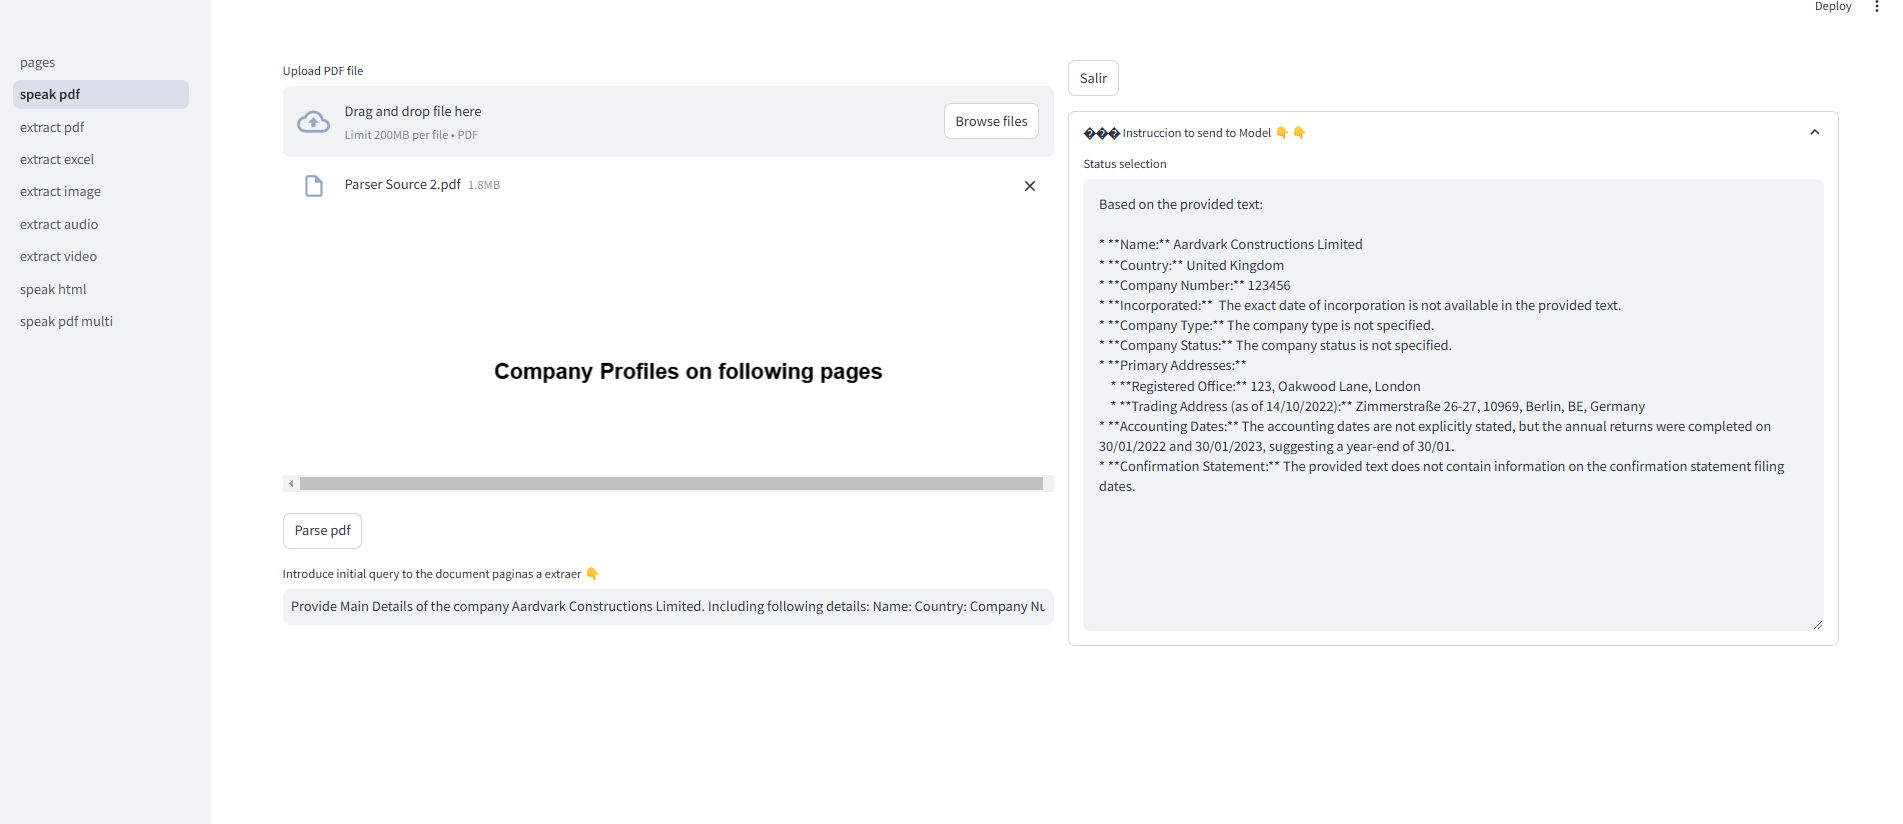 Deploy
pages
speak pdf
extract pdf
extract excel
extract image
extract audio
extract video
speak html
speak pdf multi
Upload PDF file
Drag and drop file here
Limit 200MB per file • PDF
Browse files
Parser Source 2.pdf 1.8MB
Company Profiles on following pages
Parse pdf
Introduce initial query to the document paginas a extraer 👇
Provide Main Details of the company Aardvark Constructions Limited. Including following details: Name: Country: Company Nu
Salir
��� Instruccion to send to Model 👇 👇
Status selection
Based on the provided text:
* **Name:** Aardvark Constructions Limited
* **Country:** United Kingdom
* **Company Number:** 123456
* **Incorporated:** The exact date of incorporation is not available in the provided text.
* **Company Type:** The company type is not specified.
* **Company Status:** The company status is not specified.
* **Primary Addresses:**
* **Registered Office:** 123, Oakwood Lane, London
* **Trading Address (as of 14/10/2022):** Zimmerstraße 26-27, 10969, Berlin, BE, Germany
* **Accounting Dates:** The accounting dates are not explicitly stated, but the annual returns were completed on
30/01/2022 and 30/01/2023, suggesting a year-end of 30/01.
* **Confirmation Statement:** The provided text does not contain information on the confirmation statement filing
dates.